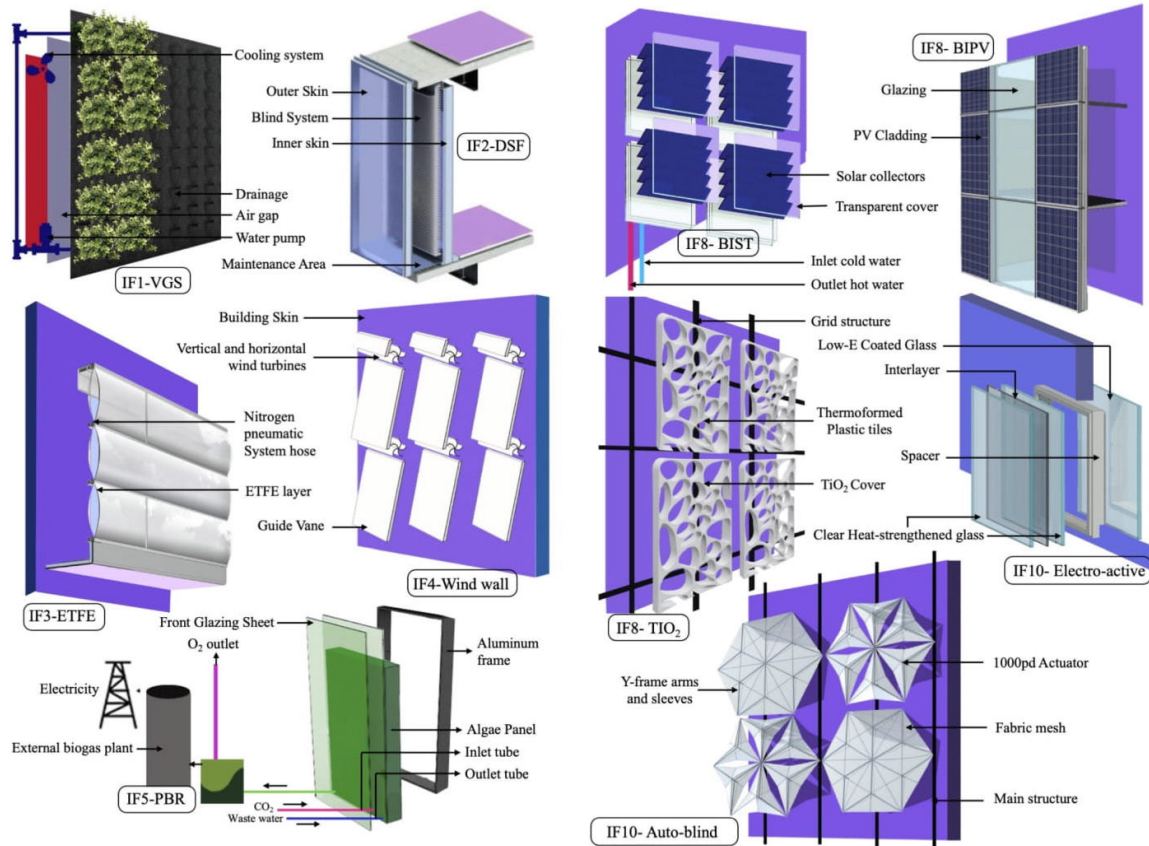 Cooling system
Drainage
Air gap
Water pump
IF1-VGS
Outer Skin
Blind System
Inner skin
IF2-DSF
Maintenance Area
Solar collectors
Transparent cover
IF8- BIST
Inlet cold water
Outlet hot water
IF8- BIPV
Glazing
PV Cladding
Nitrogen
pneumatic
System hose
ETFE layer
IF3-ETFE
Building Skin
Vertical and horizontal
wind turbines
Guide Vane
IF4-Wind wall
Grid structure
Thermoformed
Plastic tiles
TiO2 Cover
IF8- TIO2
Low-E Coated Glass
Interlayer
Spacer
Clear Heat-strengthened glass
IF10- Electro-active
Front Glazing Sheet
O2 outlet
Aluminum
frame
Electricity
Algae Panel
External biogas plant
Inlet tube
Outlet tube
IF5-PBR
CO2
Waste water
1000pd Actuator
Y-frame arms
and sleeves
Fabric mesh
Main structure
IF10- Auto-blind